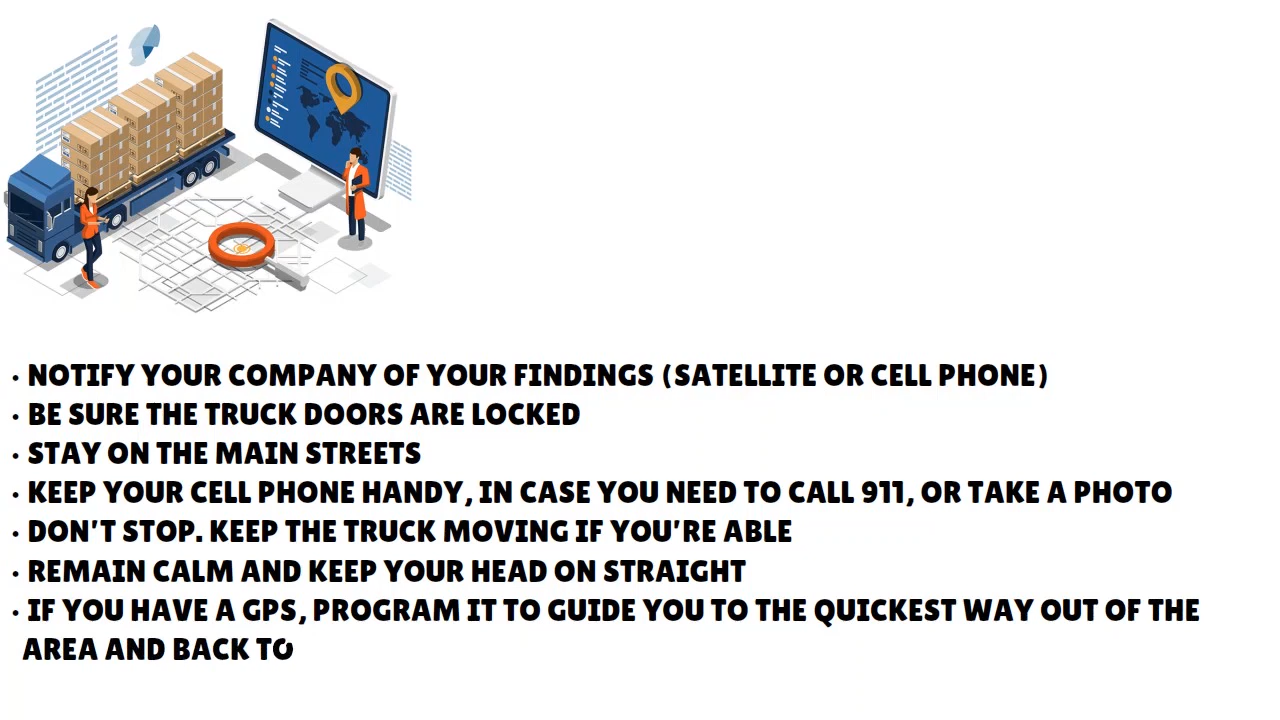 • NOTIFY YOUR COMPANY OF YOUR FINDINGS (SATELLITE OR CELL PHONE)
• BE SURE THE TRUCK DOORS ARE LOCKED
• STAY ON THE MAIN STREETS
• KEEP YOUR CELL PHONE HANDY, IN CASE YOU NEED TO CALL 911, OR TAKE A PHOTO
• DON'T STOP. KEEP THE TRUCK MOVING IF YOU'RE ABLE
• REMAIN CALM AND KEEP YOUR HEAD ON STRAIGHT
• IF YOU HAVE A GPS, PROGRAM IT TO GUIDE YOU TO THE QUICKEST WAY OUT OF THE
AREA AND BACK TO